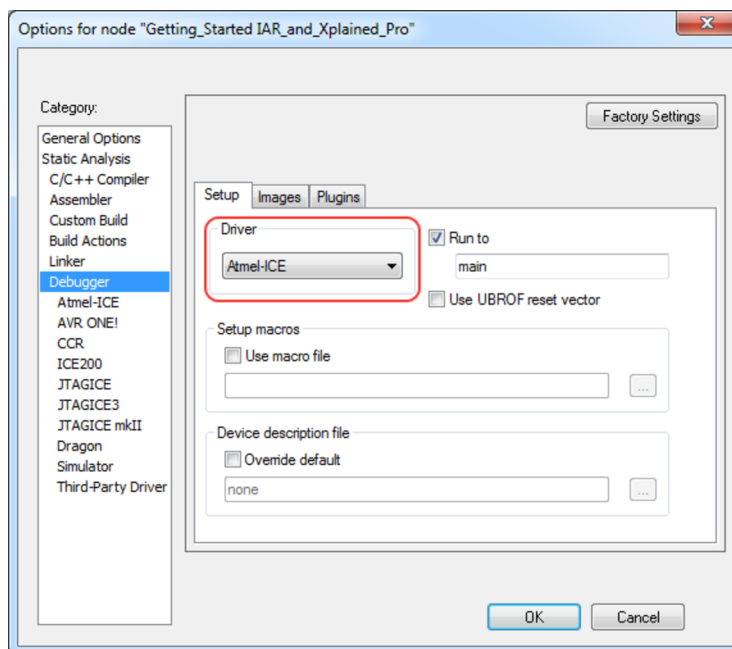 Options for node "Getting_Started IAR_and_Xplained_Pro"
Category:
General Options
Static Analysis
C/C++ Compiler
Assembler
Custom Build
Build Actions
Linker
Debugger
Atmel-ICE
AVR ONE!
CCR
ICE200
JTAGICE
JTAGICE3
JTAGICE mkII
Dragon
Simulator
Third-Party Driver
Factory Settings
Setup Images Plugins
Driver
Atmel-ICE
Run to
main
Use UBROF reset vector
Setup macros
Use macro file
...
Device description file
Override default
none
...
OK Cancel